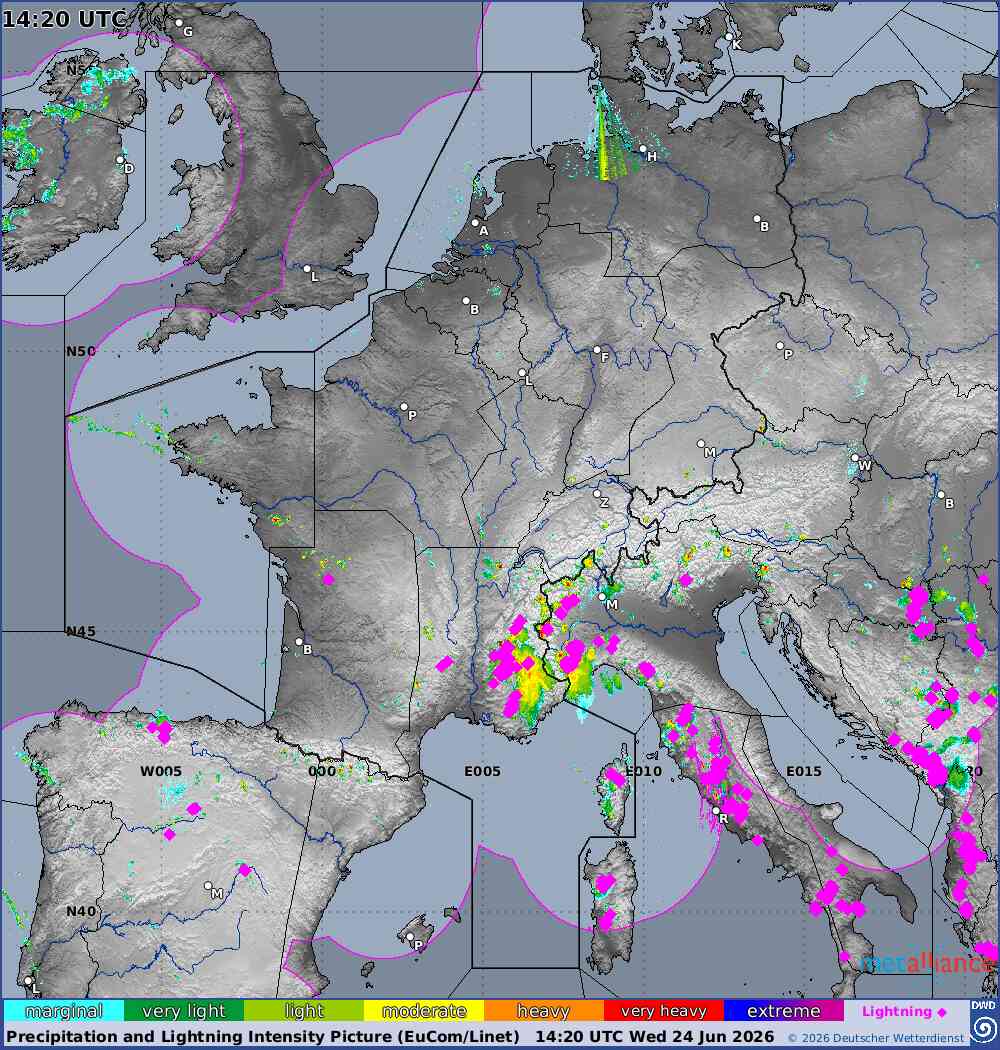 14:20 UTC
G
K
N55
D
H
A
B
L
B
N50
F
P
L
P
M
W
Z
B
M
N45
B
W005
000
E005
E010
E015
20
R
M
N40
P
metalliance
L
marginal very light light moderate heavy very heavy extreme Lightning
DWD
Precipitation and Lightning Intensity Picture (EuCom/Linet) 14:20 UTC Wed 24 Jun 2026 © 2026 Deutscher Wetterdienst